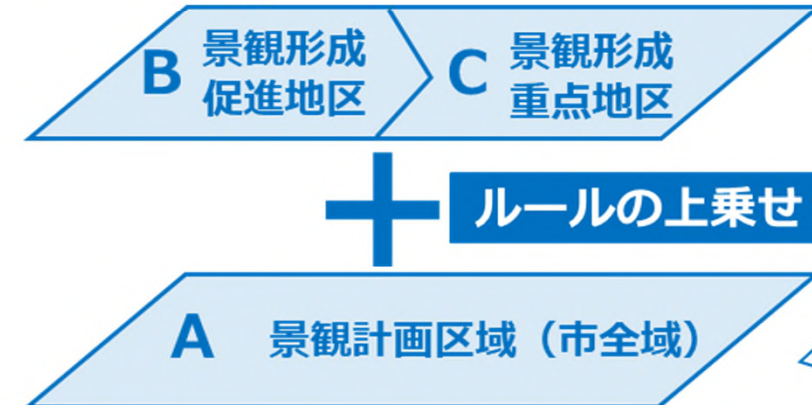 B 景観形成
促進地区
C 景観形成
重点地区
ルールの上乗せ
A 景観計画区域（市全域）